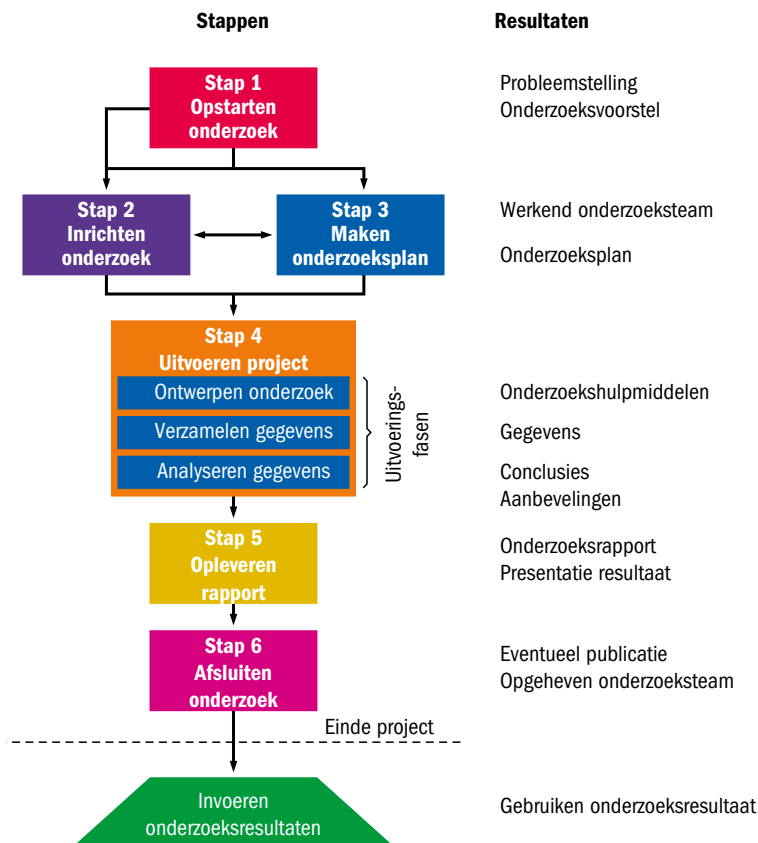 Stappen
Resultaten
Stap 1
Opstarten
onderzoek
Probleemstelling
Onderzoeksvoorstel
Stap 2
Inrichten
onderzoek
Stap 3
Maken
onderzoeksplan
Werkend onderzoeksteam
Onderzoeksplan
Stap 4
Uitvoeren project
Ontwerpen onderzoek
Verzamelen gegevens
Analyseren gegevens
Uitvoerings-
fasen
Onderzoekshulpmiddelen
Gegevens
Conclusies
Aanbevelingen
Stap 5
Opleveren
rapport
Onderzoeksrapport
Presentatie resultaat
Stap 6
Afsluiten
onderzoek
Eventueel publicatie
Opgeheven onderzoeksteam
Einde project
Invoeren
onderzoeksresultaten
Gebruiken onderzoeksresultaat